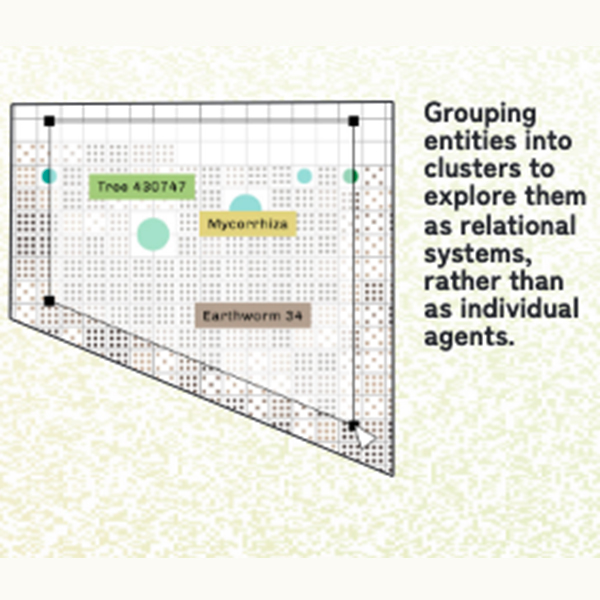 Grouping
entities into
clusters to
explore them
as relational
systems,
rather than
as individual
agents.
Tree 430747
Mycorrhiza
Earthworm 34